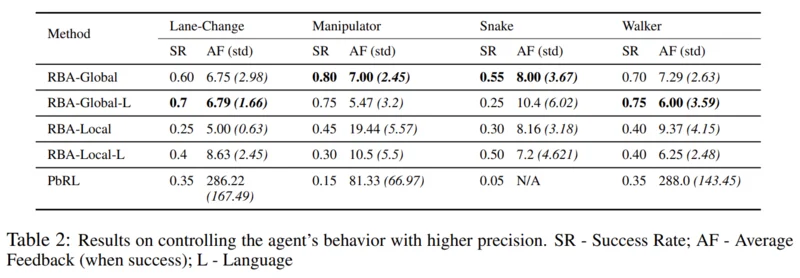 Method Lane-Change Manipulator Snake Walker
SR AF (std) SR AF (std) SR AF (std) SR AF (std)
RBA-Global 0.60 6.75 (2.98) 0.80 7.00 (2.45) 0.55 8.00 (3.67) 0.70 7.29 (2.63)
RBA-Global-L 0.7 6.79 (1.66) 0.75 5.47 (3.2) 0.25 10.4 (6.02) 0.75 6.00 (3.59)
RBA-Local 0.25 5.00 (0.63) 0.45 19.44 (5.57) 0.30 8.16 (3.18) 0.40 9.37 (4.15)
RBA-Local-L 0.4 8.63 (2.45) 0.30 10.5 (5.5) 0.50 7.2 (4.621) 0.40 6.25 (2.48)
PbRL 0.35 286.22 0.15 81.33 (66.97) 0.05 N/A 0.35 288.0 (143.45)
(167.49)
Table 2: Results on controlling the agent's behavior with higher precision. SR - Success Rate; AF - Average
Feedback (when success); L - Language